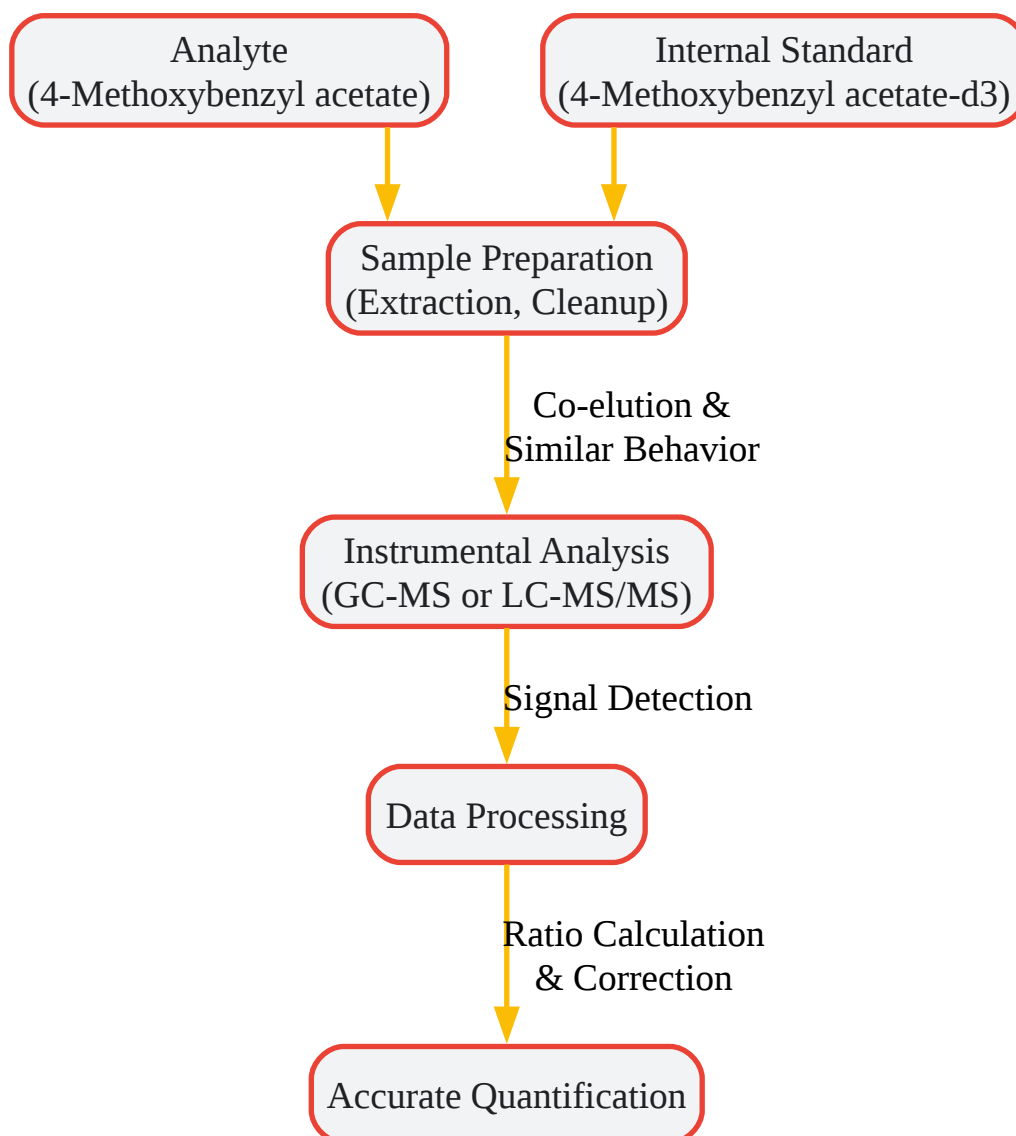 Analyte
(4-Methoxybenzyl acetate)
Internal Standard
(4-Methoxybenzyl acetate-d3)
Sample Preparation
(Extraction, Cleanup)
Co-elution &
Similar Behavior
Instrumental Analysis
(GC-MS or LC-MS/MS)
Signal Detection
Data Processing
Ratio Calculation
& Correction
Accurate Quantification